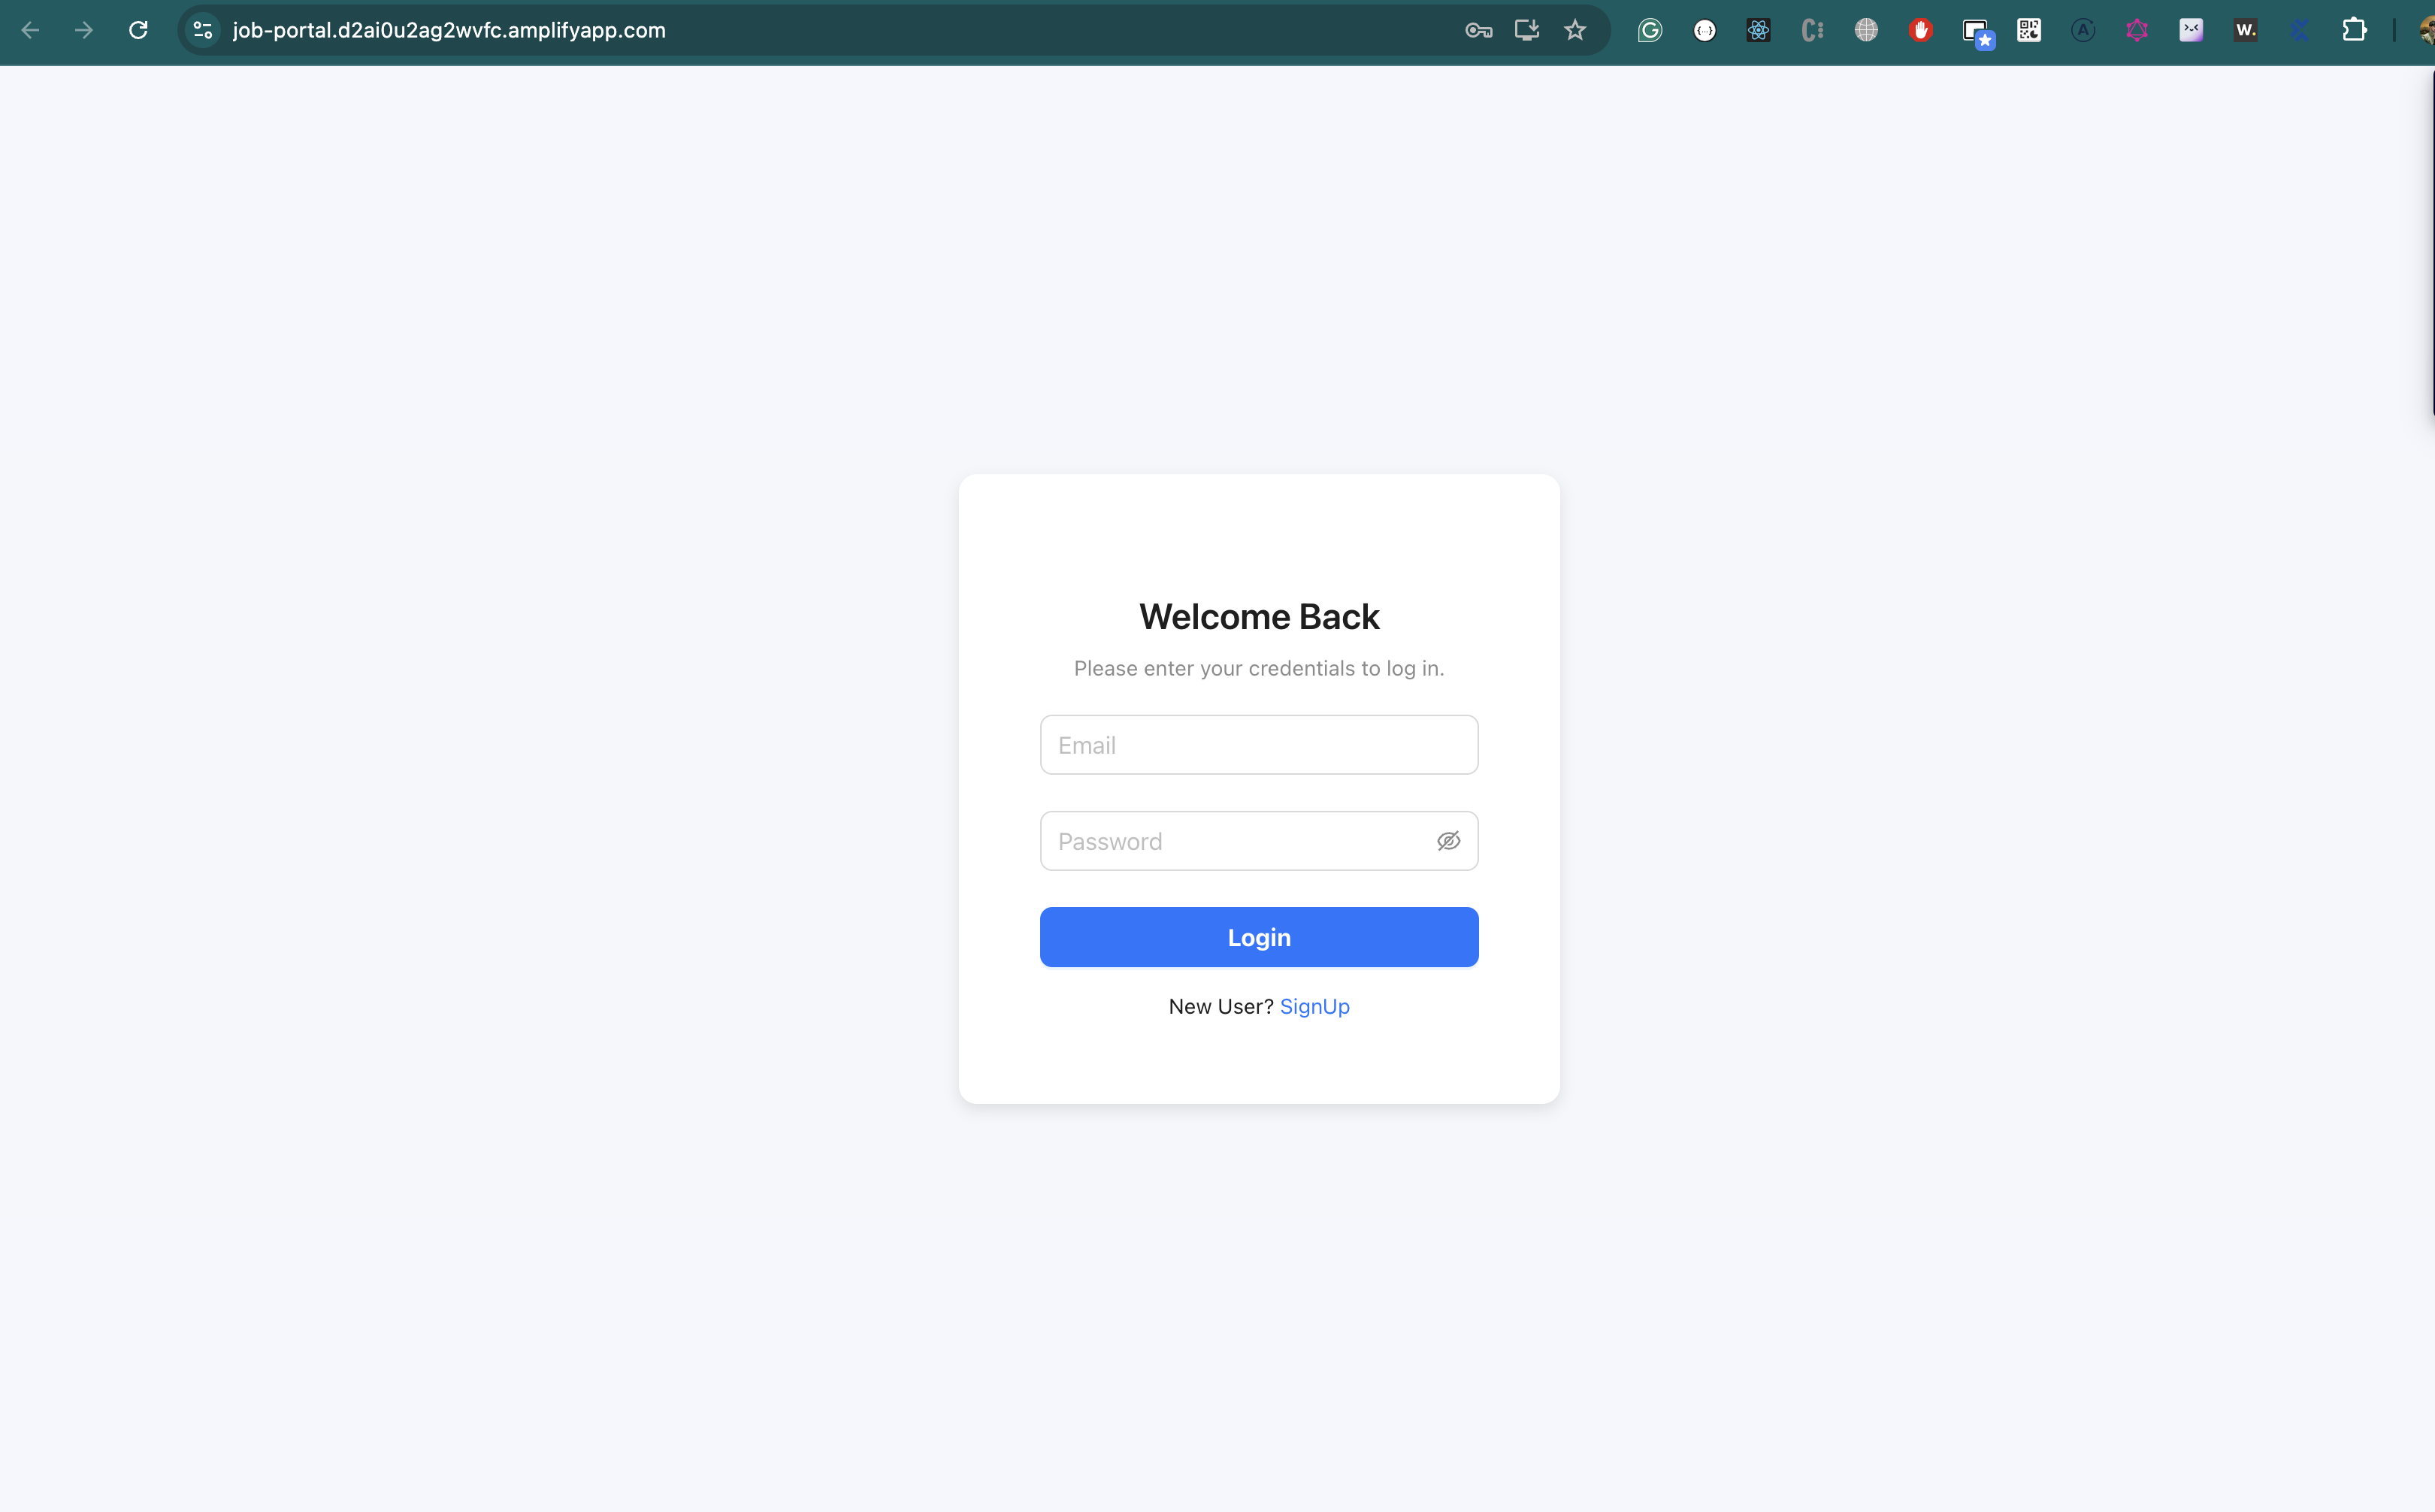 job-portal.d2ai0u2ag2wvfc.amplifyapp.com
W.
Welcome Back
Please enter your credentials to log in.
Email
Password
Login
New User? SignUp